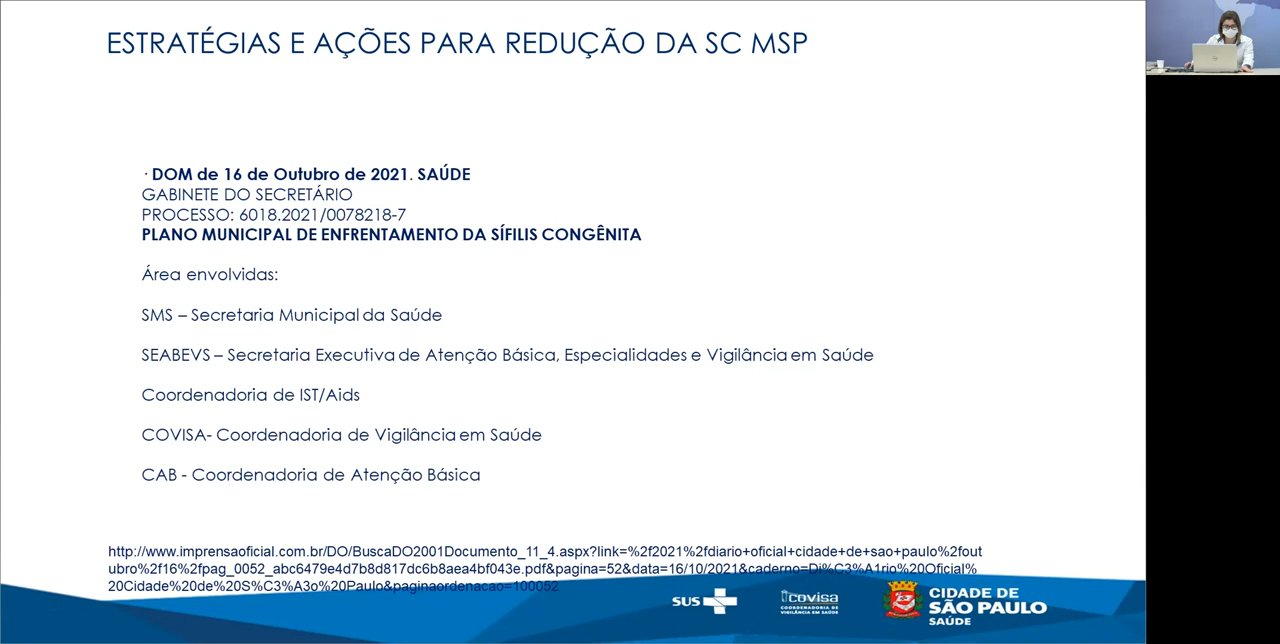 ESTRATÉGIAS E AÇÕES PARA REDUÇÃO DA SC MSP
· DOM de 16 de Outubro de 2021. SAÚDE
GABINETE DO SECRETÁRIO
PROCESSO: 6018.2021/0078218-7
PLANO MUNICIPAL DE ENFRENTAMENTO DA SÍFILIS CONGÊNITA
Área envolvidas:
SMS – Secretaria Municipal da Saúde
SEABEVS – Secretaria Executiva de Atenção Básica, Especialidades e Vigilância em Saúde
Coordenadoria de IST/Aids
COVISA- Coordenadoria de Vigilância em Saúde
CAB - Coordenadoria de Atenção Básica
http://www.imprensaoficial.com.br/DO/BuscaDO2001Documento_11_4.aspx?link=%2f2021%2fdiario+oficial+cidade+de+sao+paulo%2fout
ubro%2f16%2fpag_0052_abc6479e4d7b8d817dc6b8aea4bf043e.pdf&pagina=52&data=16/10/2021&caderno=Di%C3%A1rio%20Oficial%
20Cidade%20de%20S%C3%A3o%20Paulo&paginaordenacao=100052
SUS
covisa
COORDENADORIA DE
VIGILÂNCIA EM SAÚDE
CIDADE DE
SÃO PAULO
SAÚDE